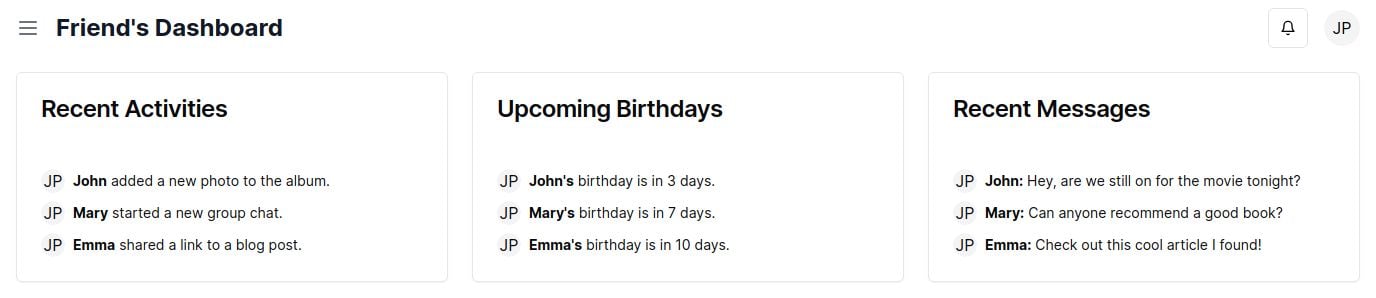 Friend's Dashboard
JP
Recent Activities
JP John added a new photo to the album.
JP Mary started a new group chat.
JP Emma shared a link to a blog post.
Upcoming Birthdays
JP John's birthday is in 3 days.
JP Mary's birthday is in 7 days.
JP Emma's birthday is in 10 days.
Recent Messages
JP John: Hey, are we still on for the movie tonight?
JP Mary: Can anyone recommend a good book?
JP Emma: Check out this cool article I found!